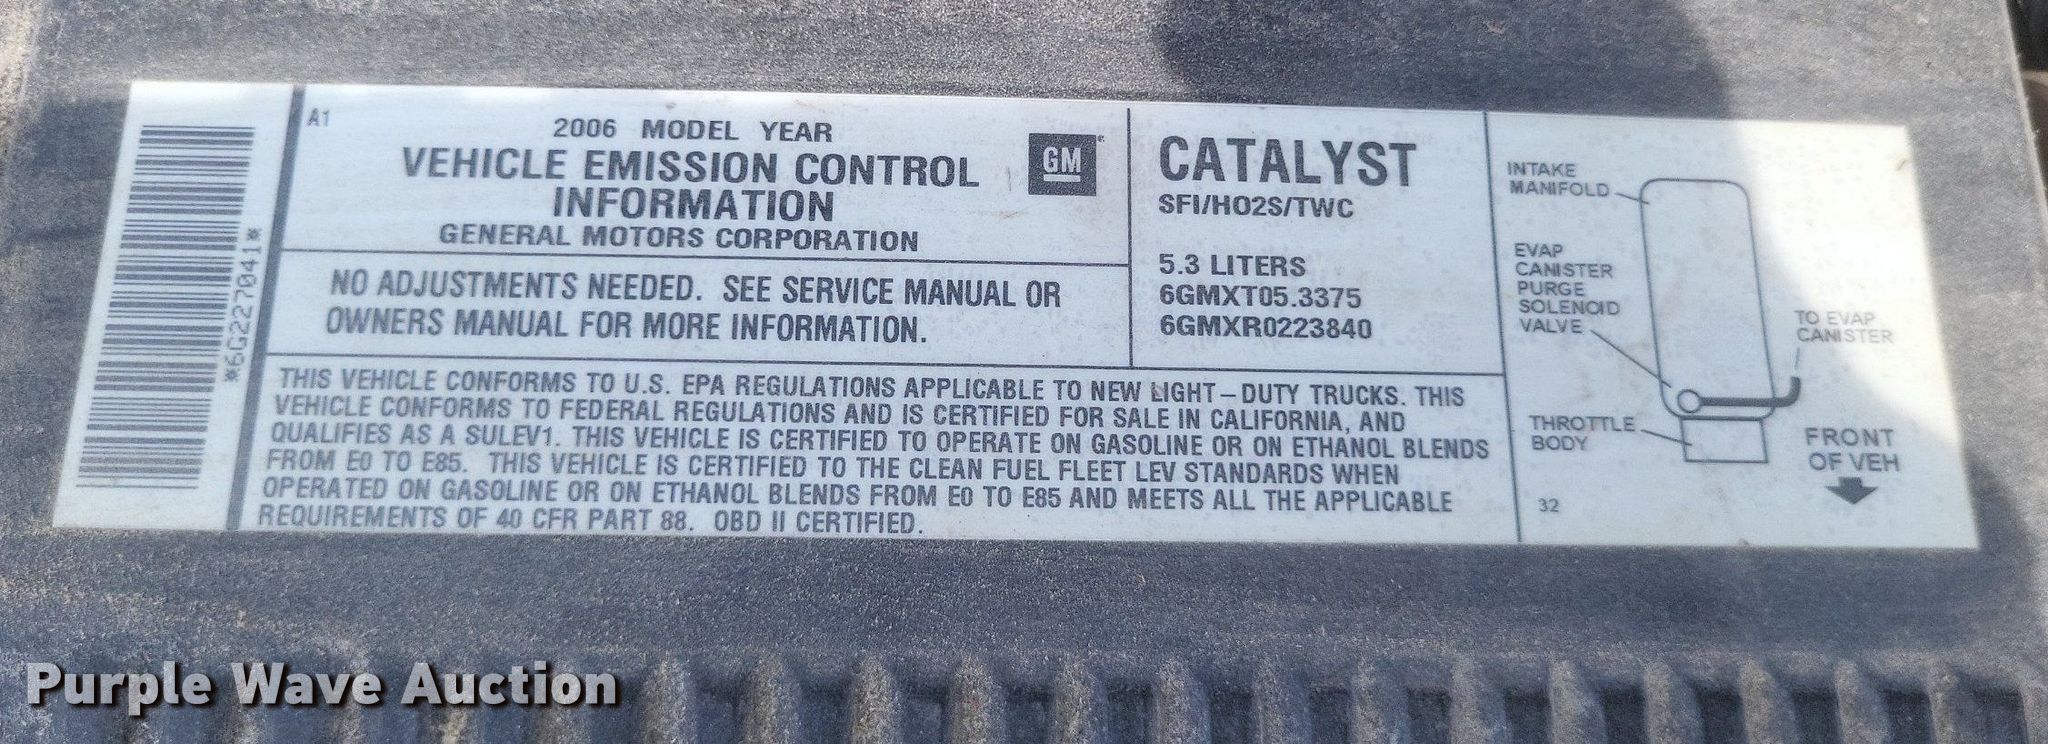 *6G227041*
A1
2006 MODEL YEAR
VEHICLE EMISSION CONTROL
INFORMATION
GENERAL MOTORS CORPORATION
GM
NO ADJUSTMENTS NEEDED. SEE SERVICE MANUAL OR
OWNERS MANUAL FOR MORE INFORMATION.
CATALYST
SFI/HO2S/TWC
5.3 LITERS
6GMXT05.3375
6GMXR0223840
THIS VEHICLE CONFORMS TO U.S. EPA REGULATIONS APPLICABLE TO NEW LIGHT-DUTY TRUCKS. THIS
VEHICLE CONFORMS TO FEDERAL REGULATIONS AND IS CERTIFIED FOR SALE IN CALIFORNIA, AND
QUALIFIES AS A SULEV1. THIS VEHICLE IS CERTIFIED TO OPERATE ON GASOLINE OR ON ETHANOL BLENDS
FROM E0 TO E85. THIS VEHICLE IS CERTIFIED TO THE CLEAN FUEL FLEET LEV STANDARDS WHEN
OPERATED ON GASOLINE OR ON ETHANOL BLENDS FROM E0 TO E85 AND MEETS ALL THE APPLICABLE
REQUIREMENTS OF 40 CFR PART 88. OBD II CERTIFIED.
INTAKE
MANIFOLD
EVAP
CANISTER
PURGE
SOLENOID
VALVE
TO EVAP
CANISTER
THROTTLE
BODY
FRONT
OF VEH
32
Purple Wave Auction